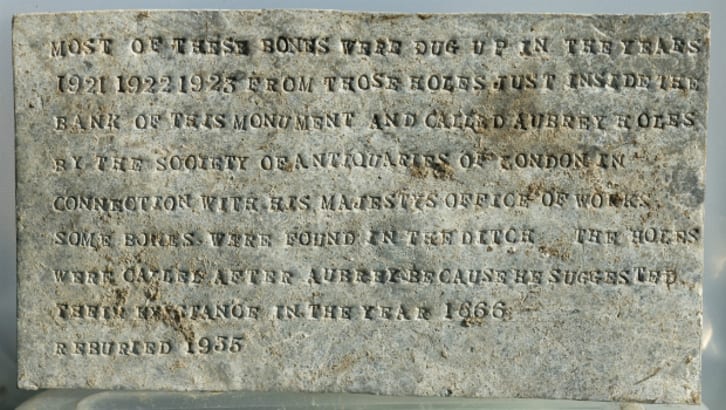 MOST OF THESE BONES WERE DUG UP IN THE YEARS
1921 1922 1923 FROM THOSE HOLES JUST INSIDE THE
BANK OF THIS MONUMENT AND CALLED AUBREY HOLES
BY THE SOCIETY OF ANTIQUARIES OF LONDON IN
CONNECTION WITH HIS MAJESTYS OFFICE OF WORKS.
SOME BONES WERE FOUND IN THE DITCH THE HOLES
WERE CALLED AFTER AUBREY BECAUSE HE SUGGESTED
THEIR EXISTANCE IN THE YEAR 1666
REBURIED 1935